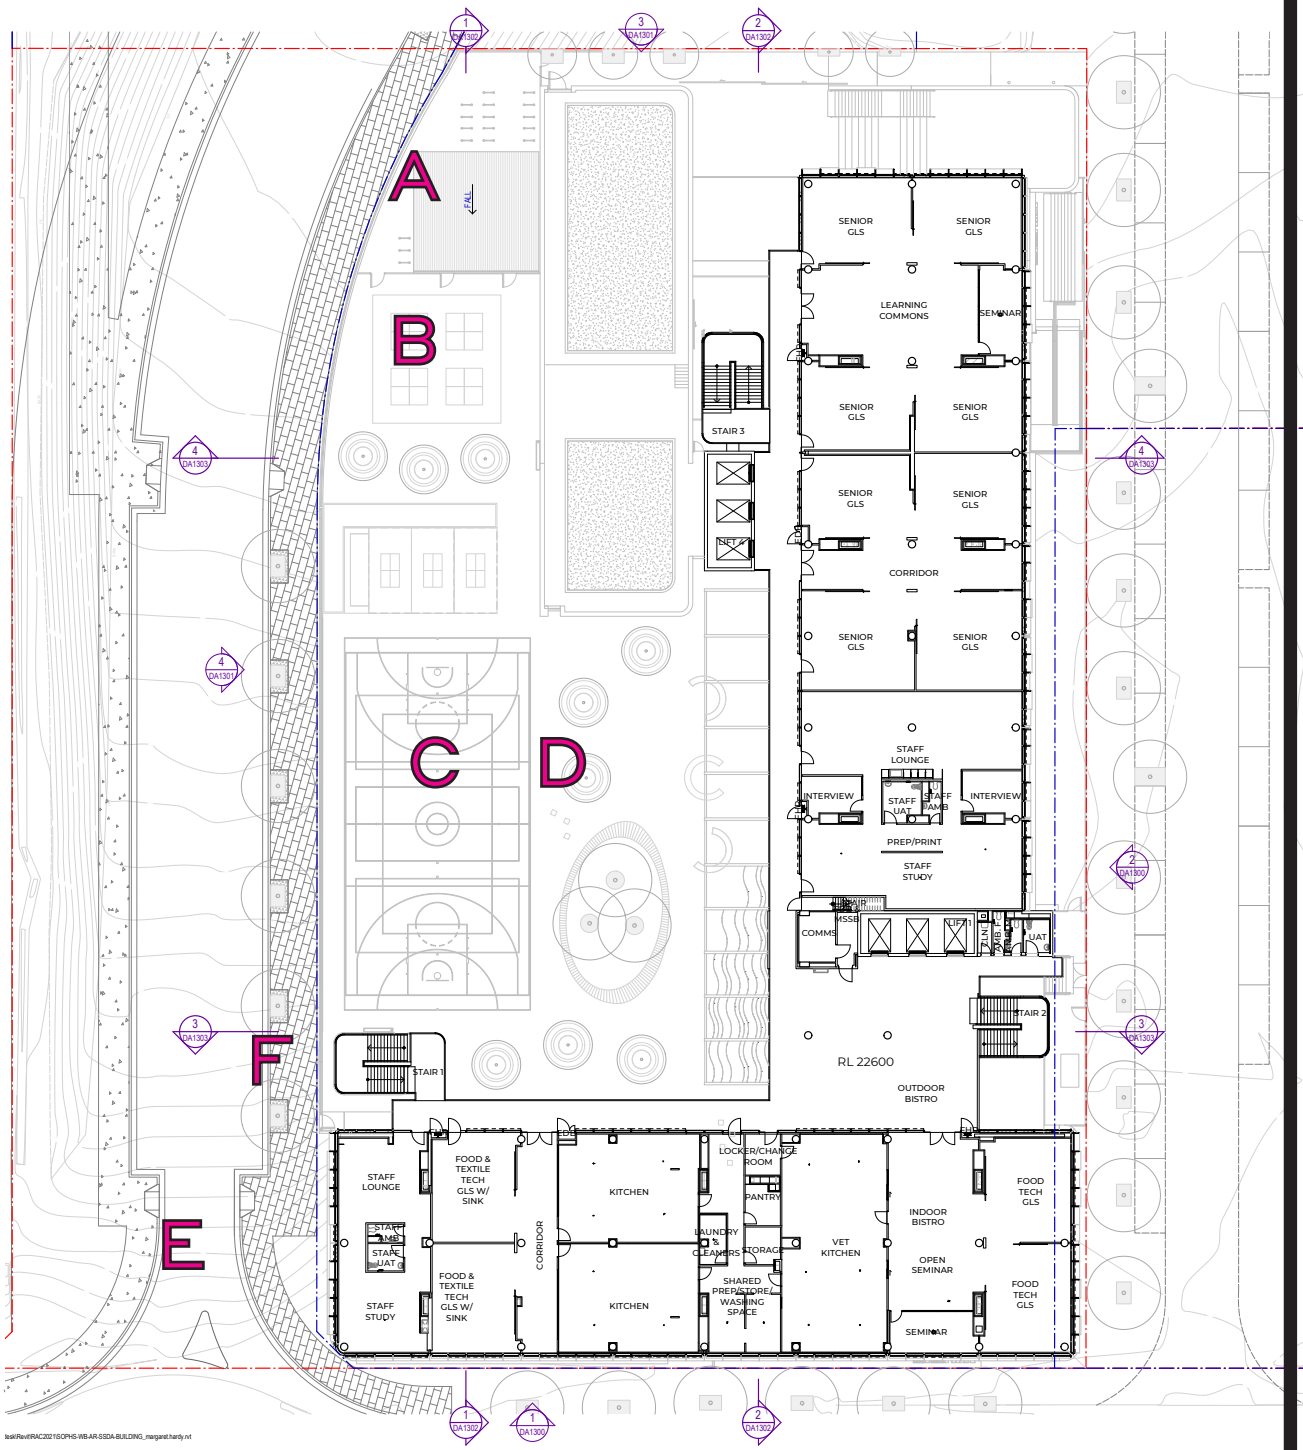 1
DA1302
3
DA1301
2
DA1302
A
FALL
SENIOR
GLS
SENIOR
GLS
LEARNING
COMMONS
SEMINAR
B
SENIOR
GLS
SENIOR
GLS
STAIR 3
4
DA1303
4
DA1303
SENIOR
GLS
SENIOR
GLS
LIFT 4
CORRIDOR
SENIOR
GLS
SENIOR
GLS
4
DA1301
C
D
STAFF
LOUNGE
INTERVIEW
STAFF
UAT
STAFF
AMB
INTERVIEW
PREP/PRINT
STAFF
STUDY
2
DA1300
STAIR
MSSB
COMMS
LIFT 1
CLN
UAT
3
DA1303
F
STAIR 1
STAIR 2
3
DA1303
RL 22600
OUTDOOR
BISTRO
STAFF
LOUNGE
FOOD &
TEXTILE
TECH
GLS W/
SINK
KITCHEN
LOCKER/CHANGE
ROOM
PANTRY
FOOD
TECH
GLS
INDOOR
BISTRO
E
STAFF
AMB
STAFF
UAT
CORRIDOR
LAUNDRY
&
CLEANERS
STORAGE
VET
KITCHEN
OPEN
SEMINAR
STAFF
STUDY
FOOD &
TEXTILE
TECH
GLS W/
SINK
KITCHEN
SHARED
PREP/STORE/
WASHING
SPACE
FOOD
TECH
GLS
SEMINAR
1
DA1302
1
DA1300
2
DA1302